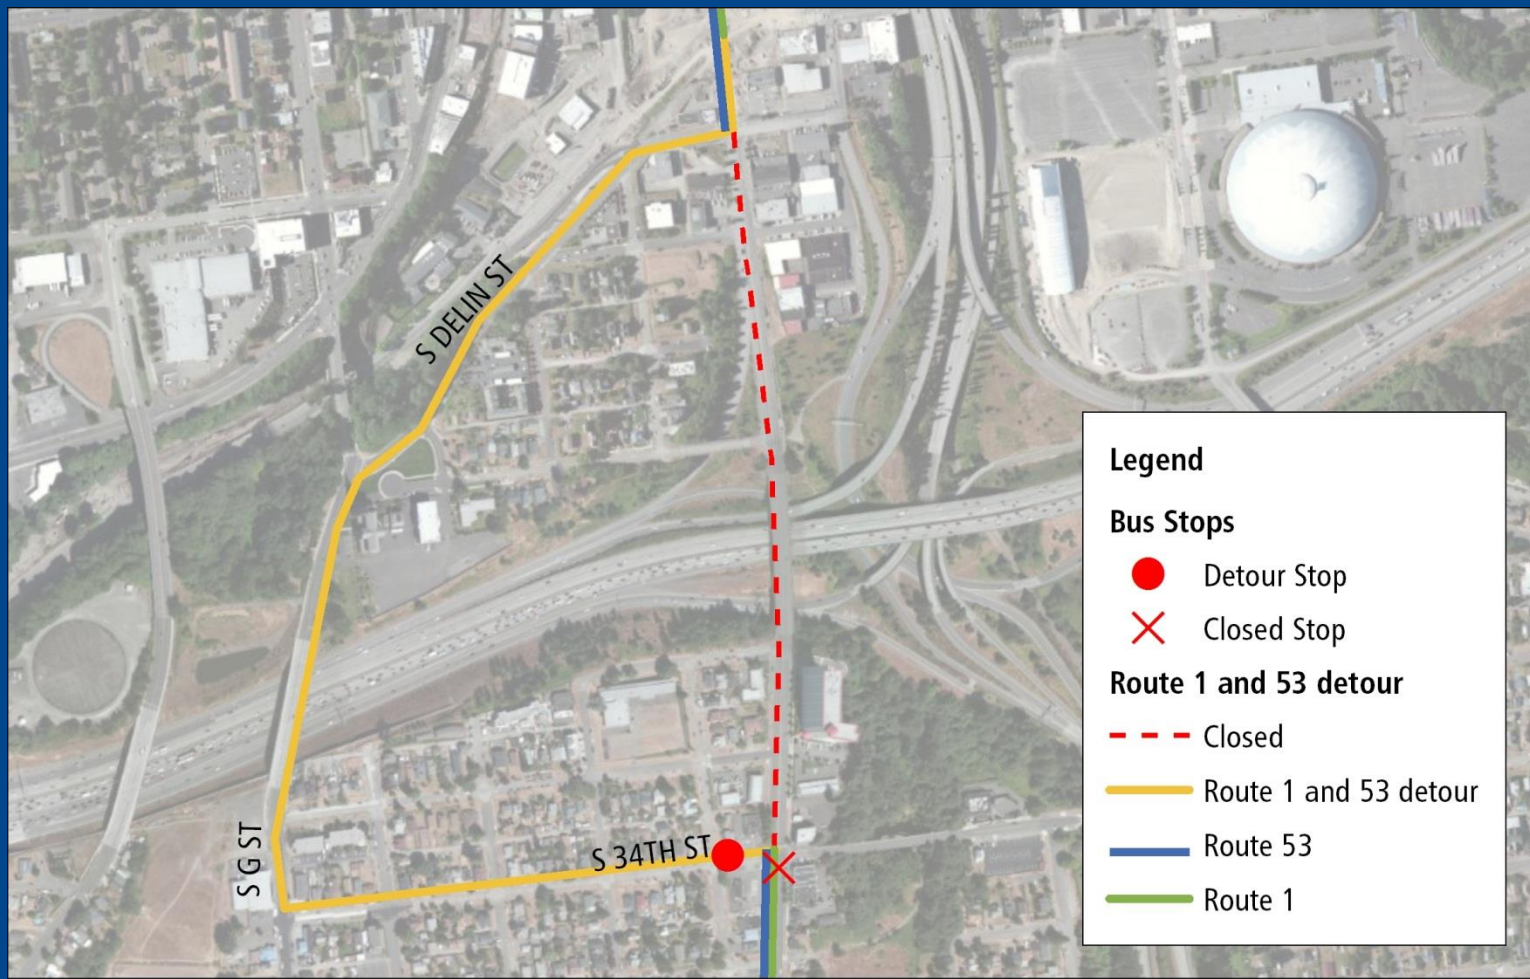 S DELIN ST
Legend
Bus Stops
Detour Stop
Closed Stop
Route 1 and 53 detour
Closed
Route 1 and 53 detour
Route 53
Route 1
S G ST
S 34TH ST